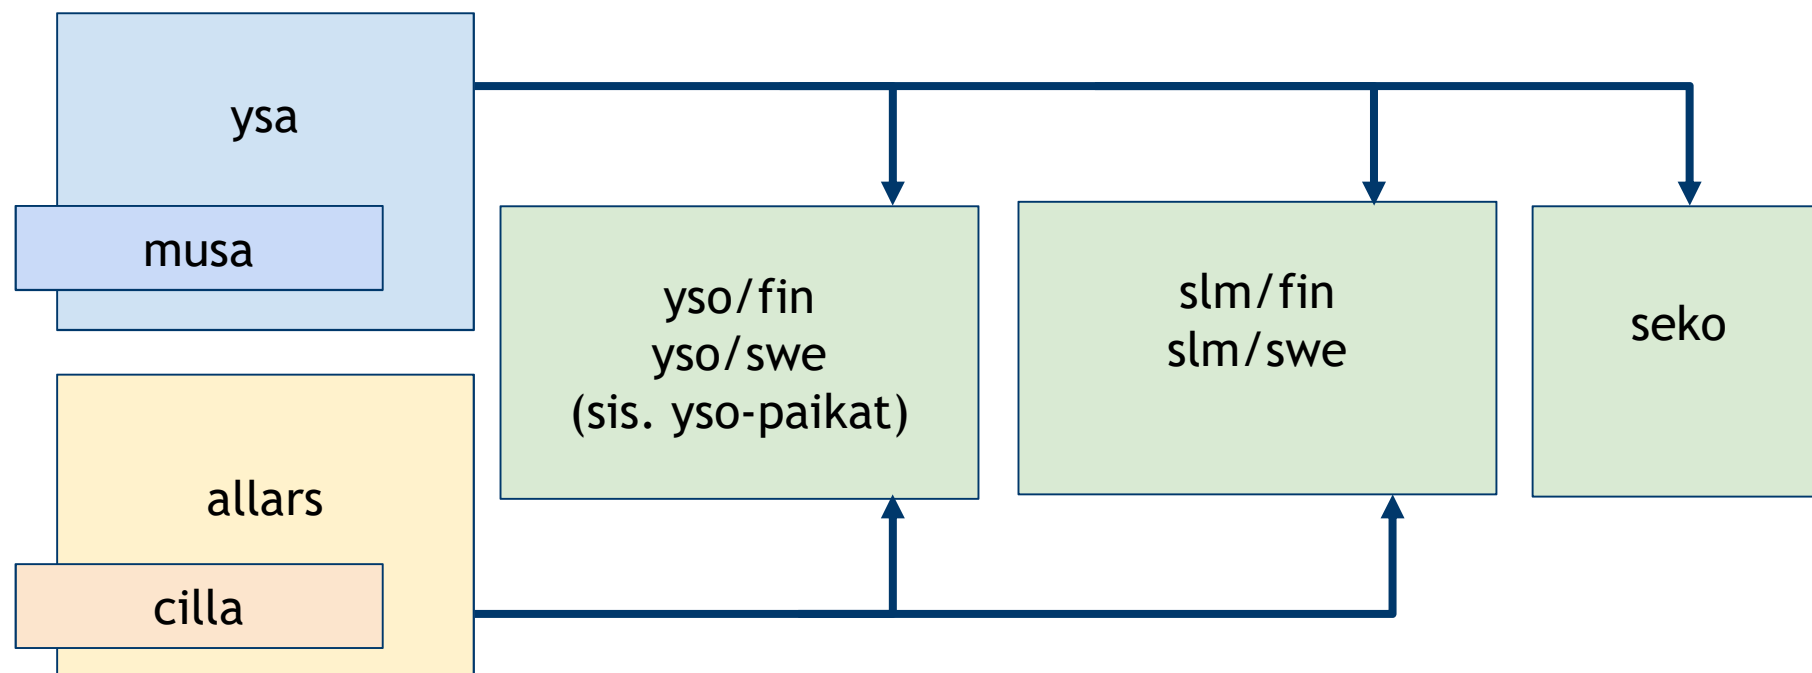 ysa
musa
allars
cilla
yso/fin
yso/swe
(sis. yso-paikat)
slm/fin
slm/swe
seko